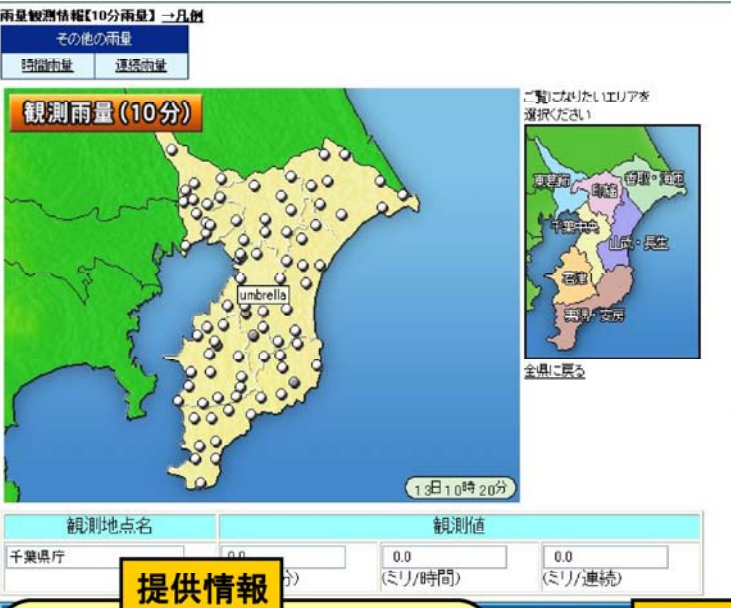 雨量観測情報【10分雨量】 →凡例
その他の雨量
時間雨量 連続雨量
観測雨量(10分)
ご覧になりたいエリアを
選択ください
東葛飾
印旛
香取・海匝
千葉中央
山武・長生
君津
夷隅・安房
umbrella
全県に戻る
13日10時20分
観測地点名 観測値
千葉県庁 0.0 0.0 0.0
分) (ミリ/時間) (ミリ/連続)
提供情報